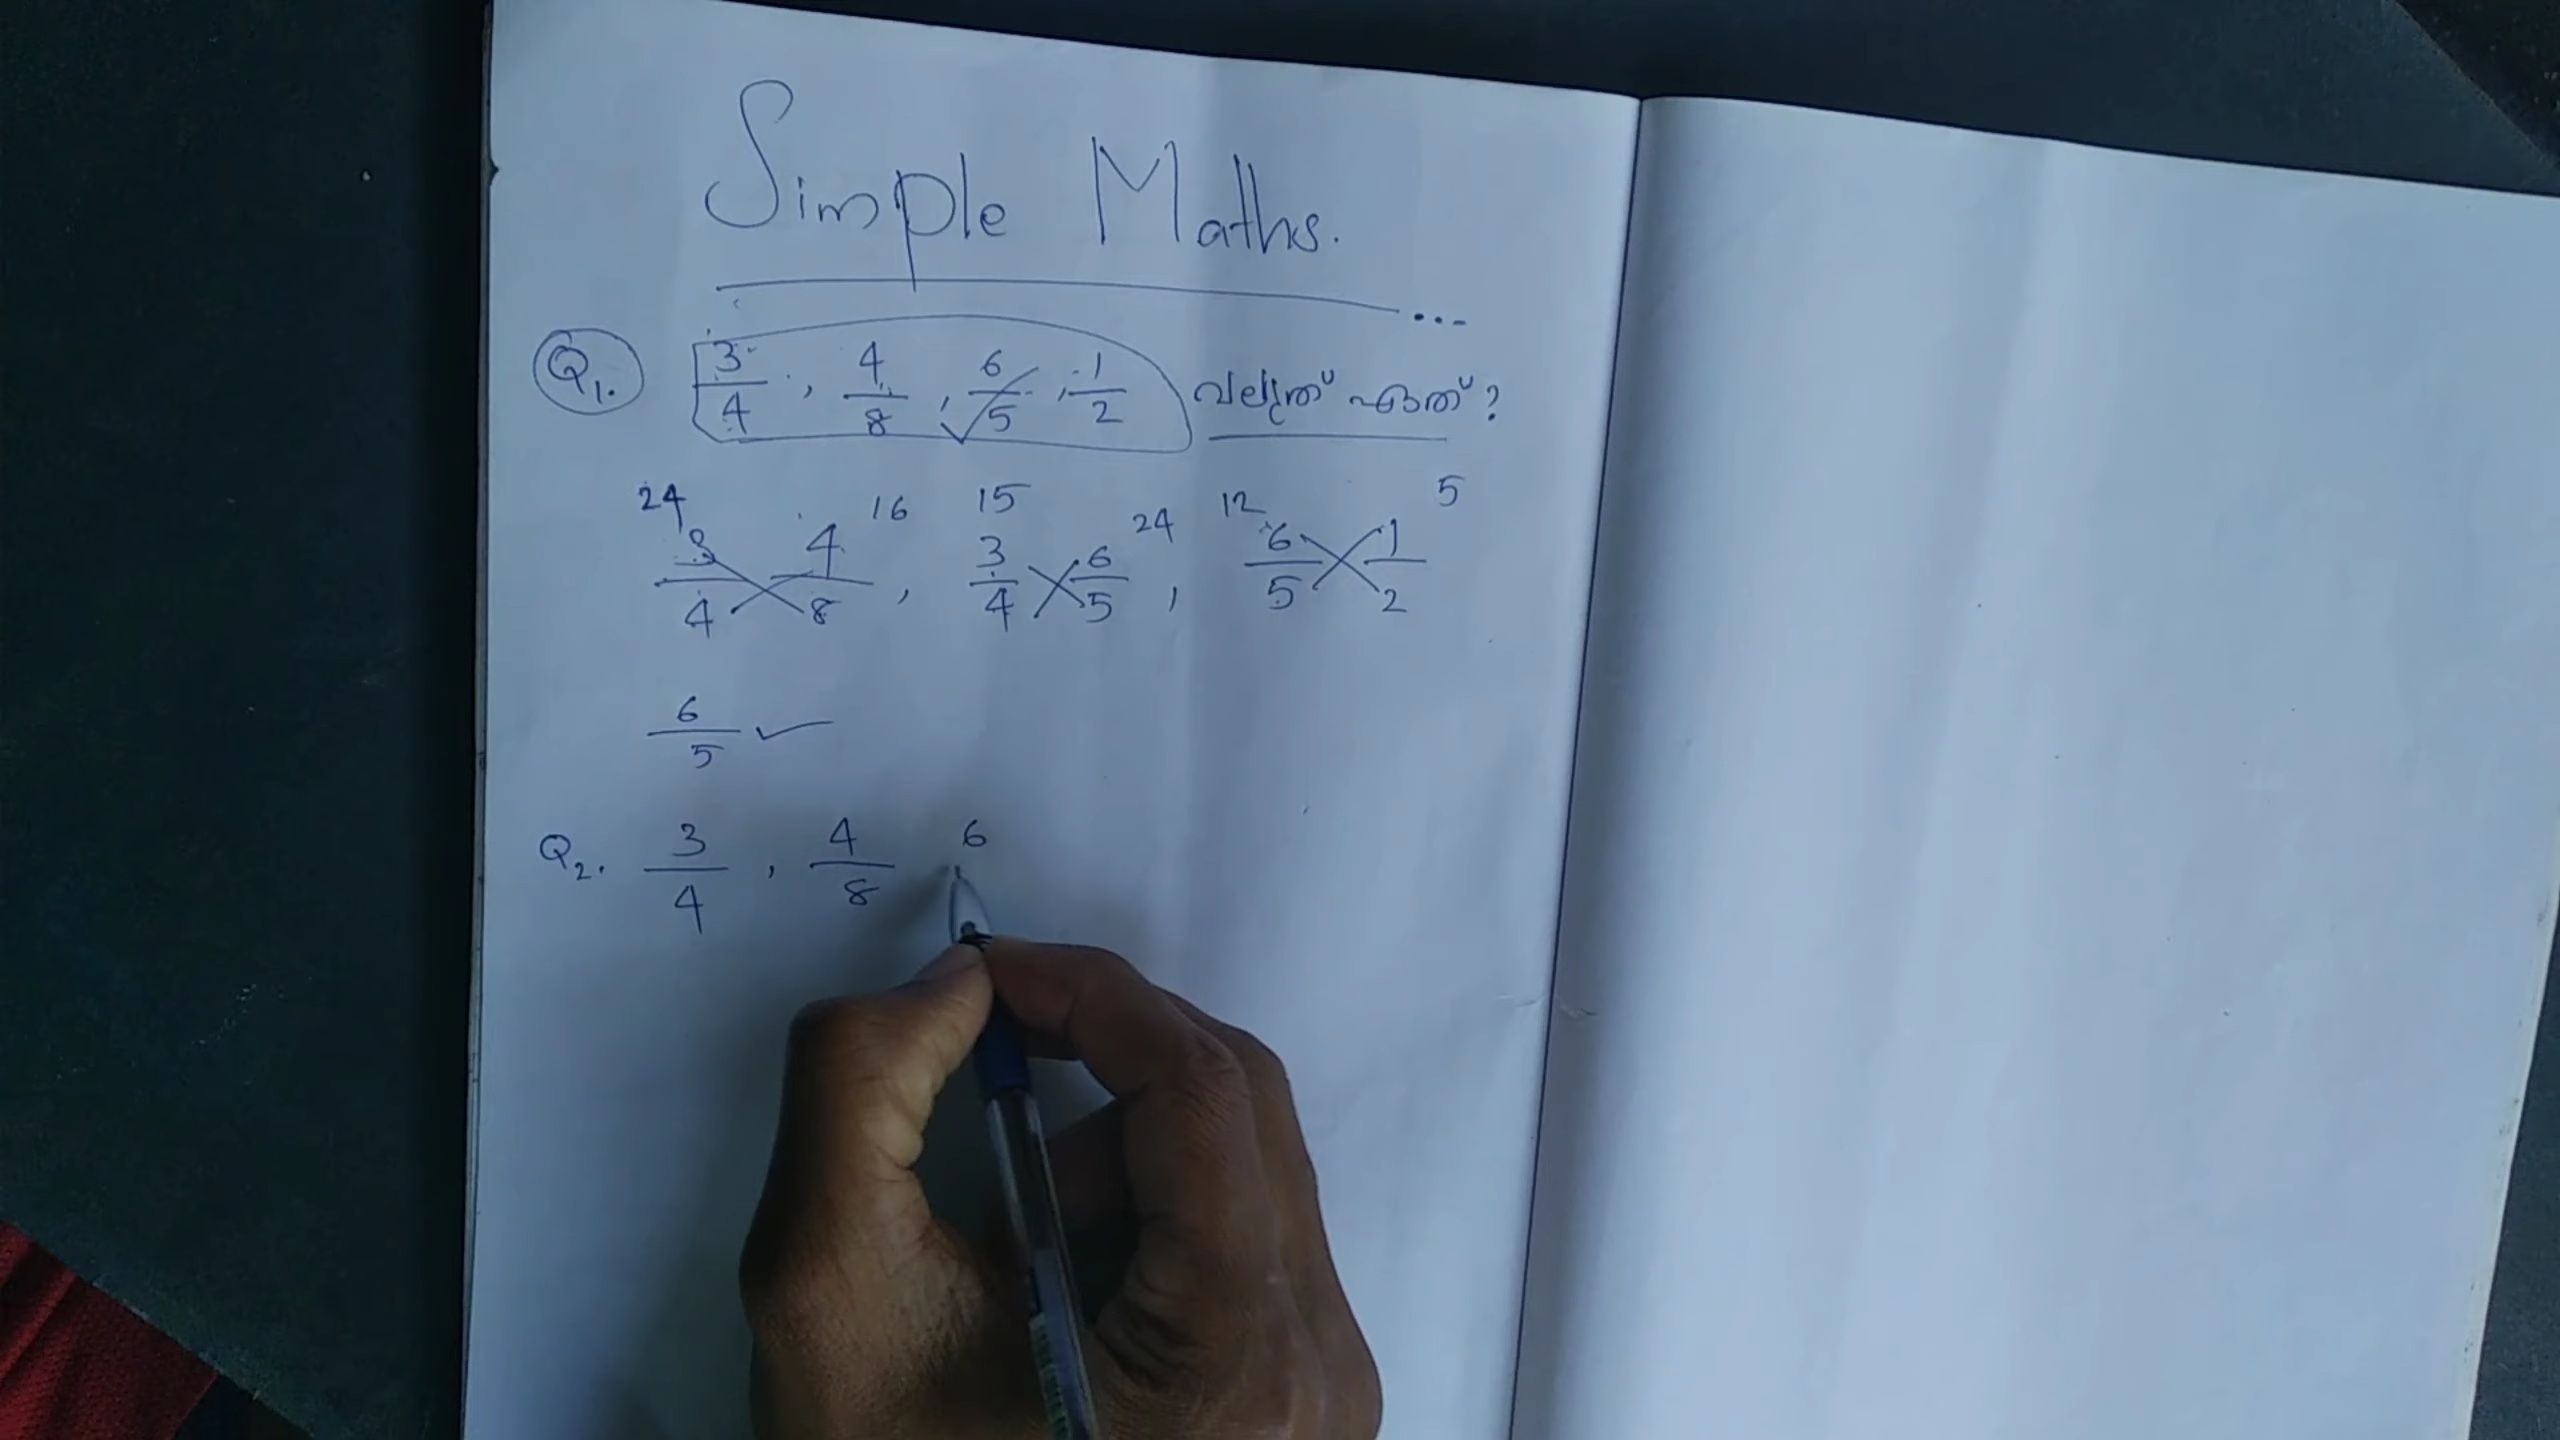 Simple Maths.
...
Q1. 3/4, 4/8, 6/5, 1/2 വലുത് ഏത്?
24 16 15 24 12 5
3/4 4/8, 3/4 6/5, 6/5 1/2
6/5 ✓
Q2. 3/4, 4/8 6